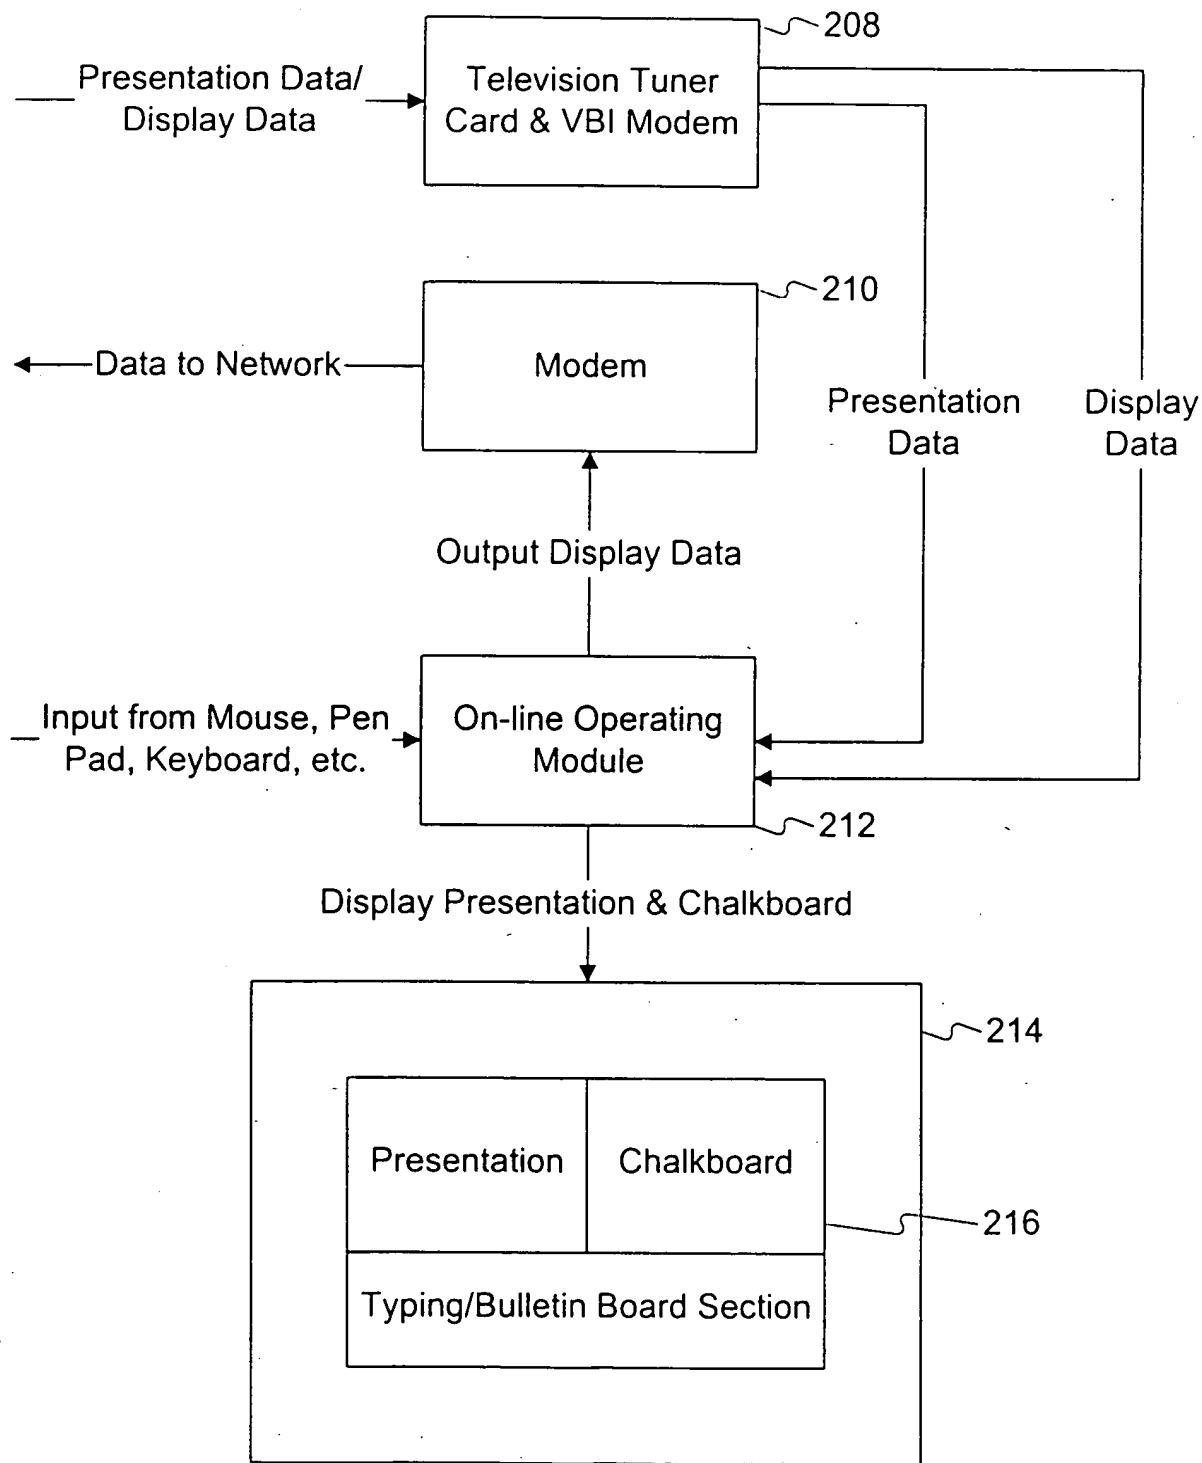 208
Presentation Data/
Display Data
Television Tuner
Card & VBI Modem
210
Data to Network
Modem
Presentation
Data
Display
Data
Output Display Data
Input from Mouse, Pen
Pad, Keyboard, etc.
On-line Operating
Module
212
Display Presentation & Chalkboard
214
Presentation
Chalkboard
216
Typing/Bulletin Board Section